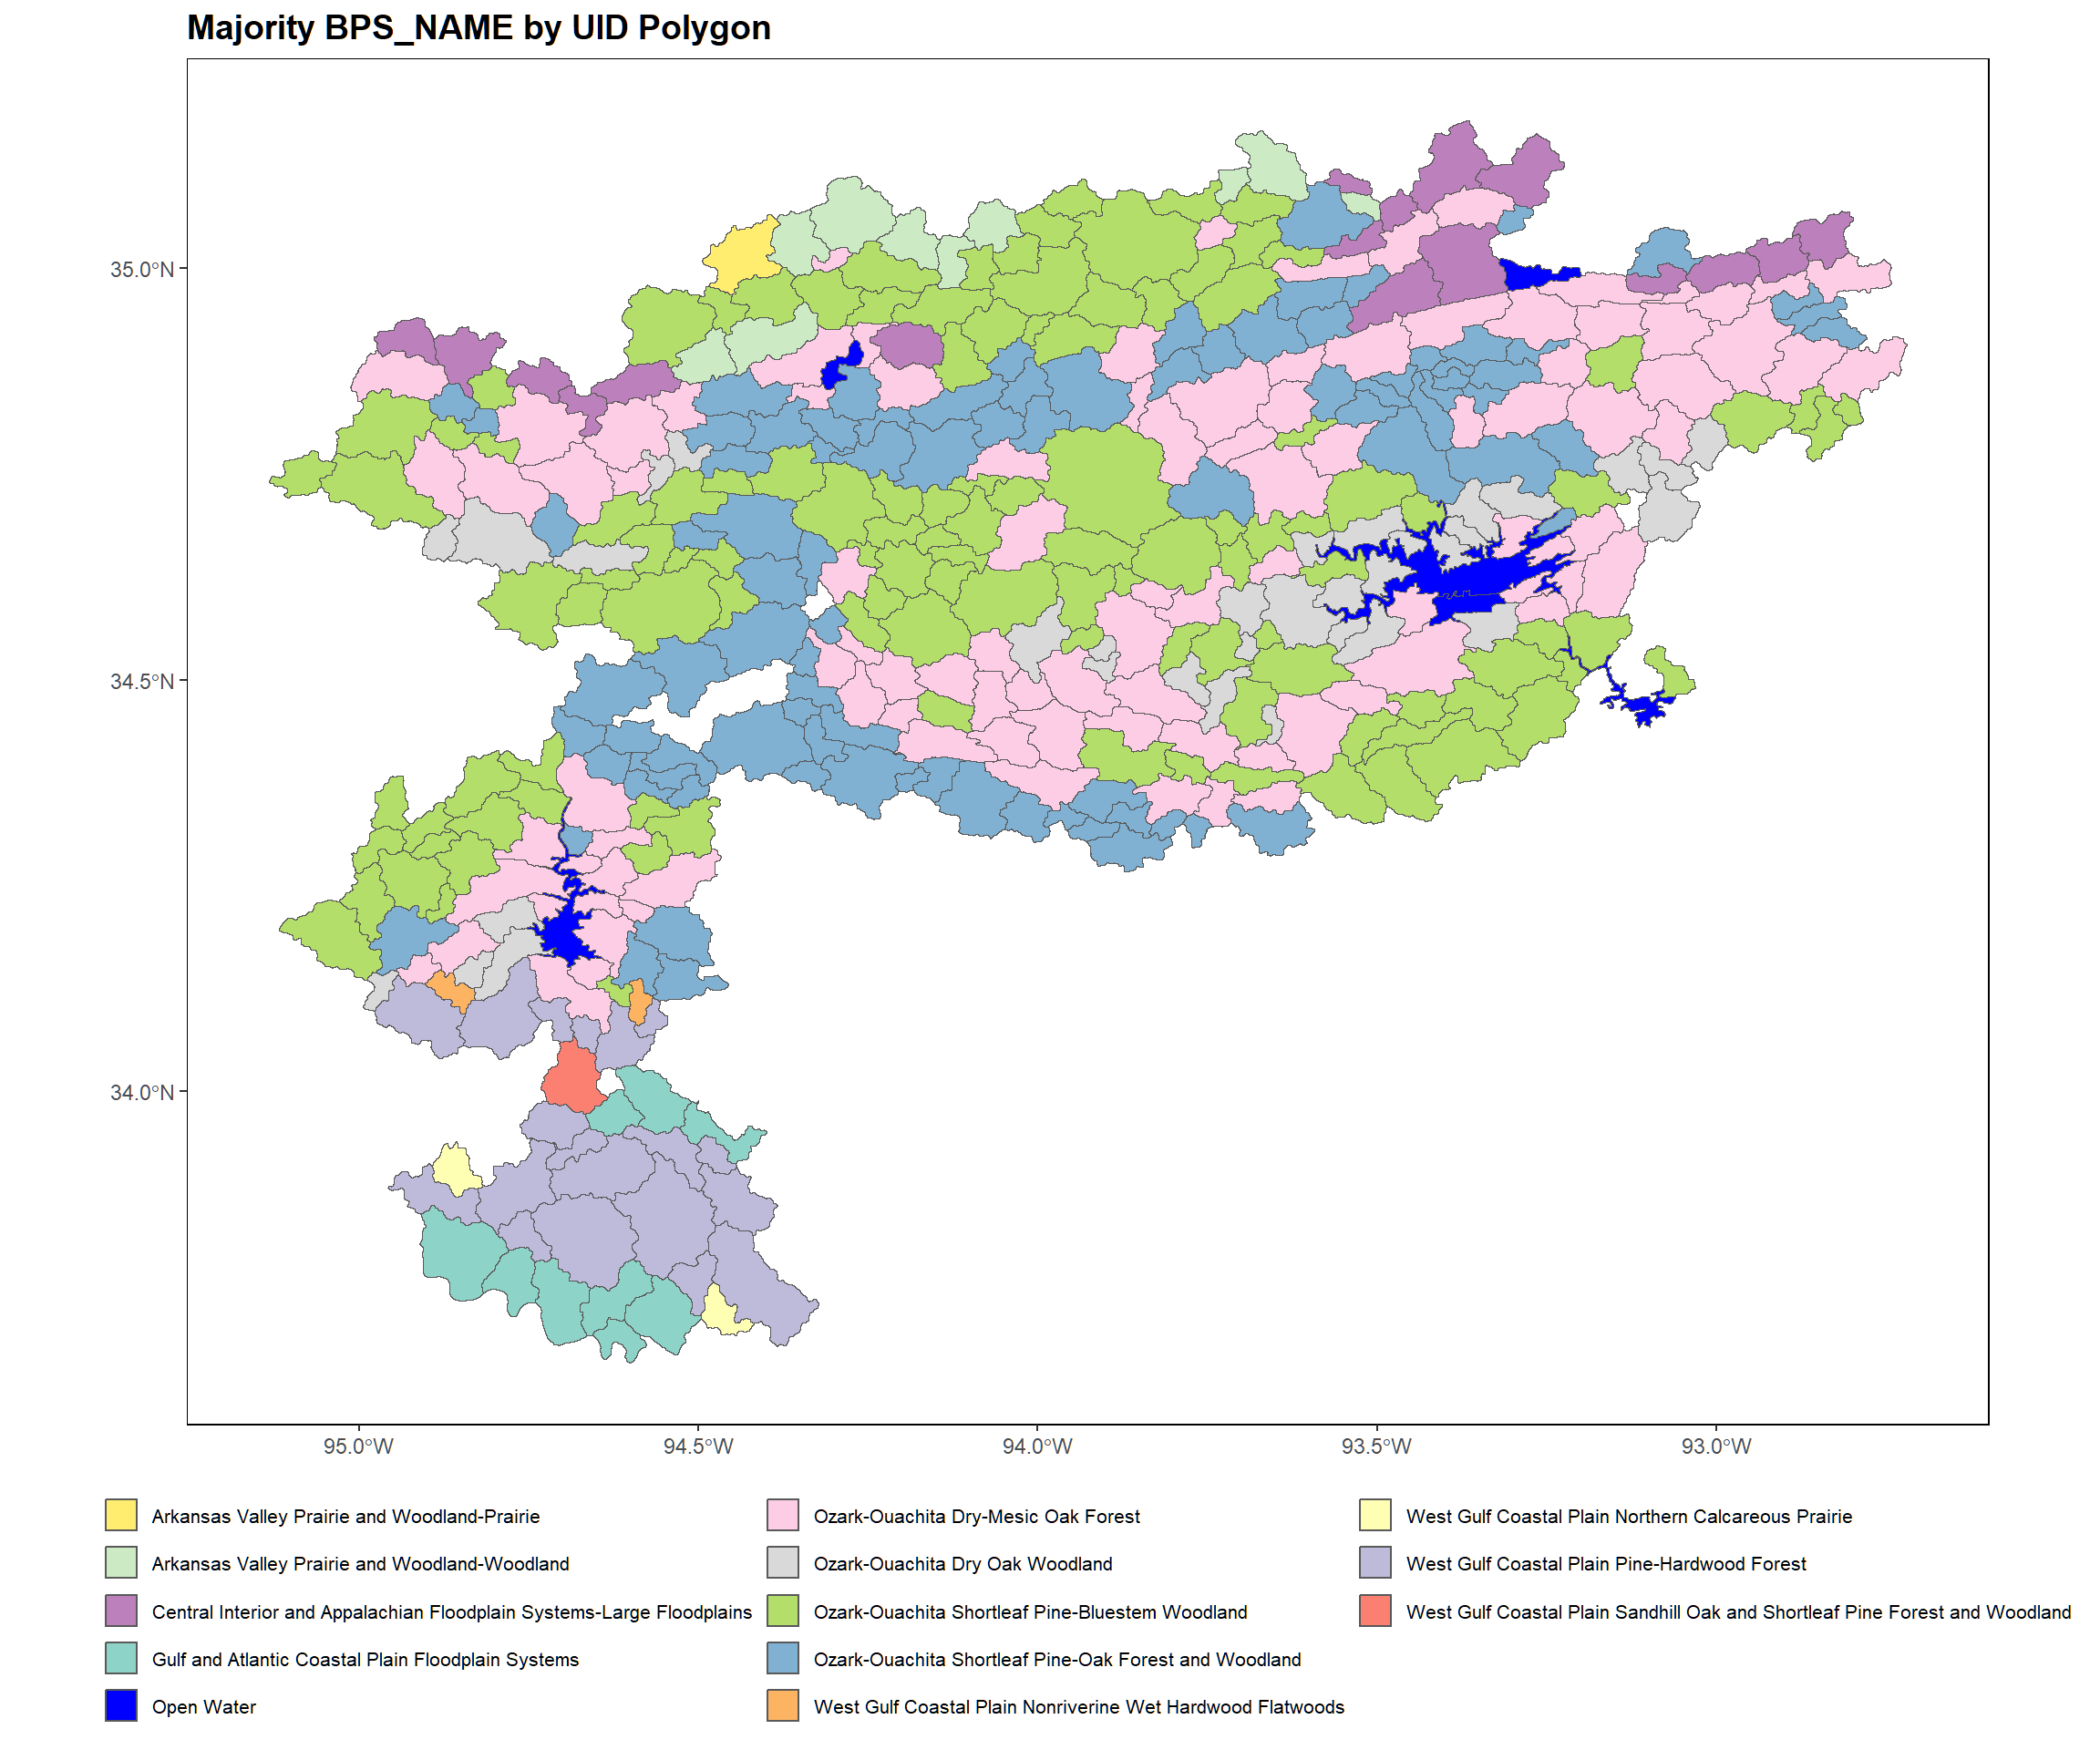 Majority BPS_NAME by UID Polygon
35.0°N
34.5°N
34.0°N
95.0°W
94.5°W
94.0°W
93.5°W
93.0°W
Arkansas Valley Prairie and Woodland-Prairie
Arkansas Valley Prairie and Woodland-Woodland
Central Interior and Appalachian Floodplain Systems-Large Floodplains
Gulf and Atlantic Coastal Plain Floodplain Systems
Open Water
Ozark-Ouachita Dry-Mesic Oak Forest
Ozark-Ouachita Dry Oak Woodland
Ozark-Ouachita Shortleaf Pine-Bluestem Woodland
Ozark-Ouachita Shortleaf Pine-Oak Forest and Woodland
West Gulf Coastal Plain Nonriverine Wet Hardwood Flatwoods
West Gulf Coastal Plain Northern Calcareous Prairie
West Gulf Coastal Plain Pine-Hardwood Forest
West Gulf Coastal Plain Sandhill Oak and Shortleaf Pine Forest and Woodland